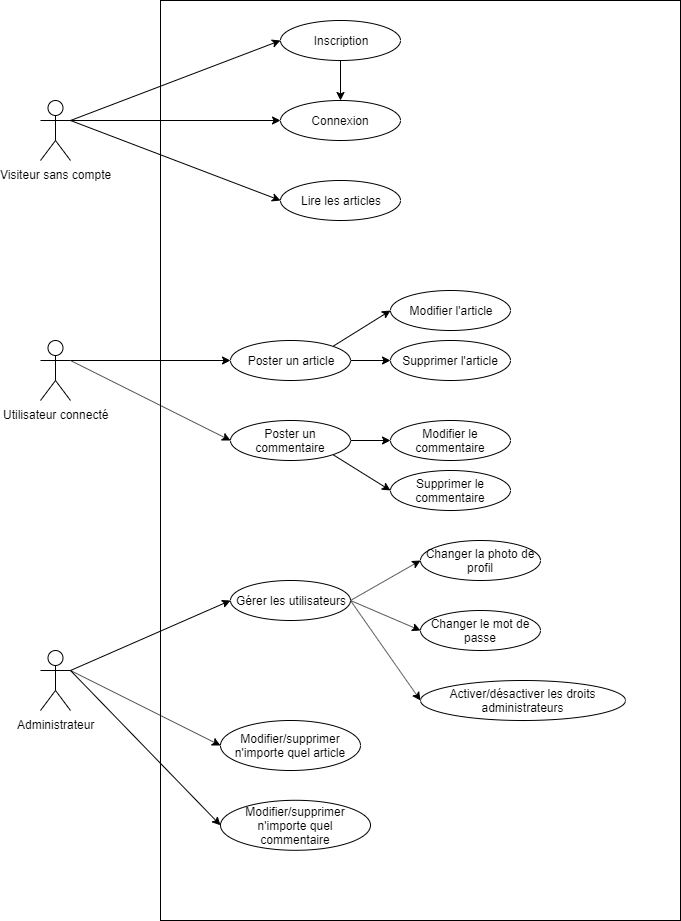 Inscription
Connexion
Visiteur sans compte
Lire les articles
Modifier l'article
Poster un article
Supprimer l'article
Utilisateur connecté
Poster un
commentaire
Modifier le
commentaire
Supprimer le
commentaire
Changer la photo de
profil
Gérer les utilisateurs
Changer le mot de
passe
Activer/désactiver les droits
administrateurs
Administrateur
Modifier/supprimer
n'importe quel article
Modifier/supprimer
n'importe quel
commentaire